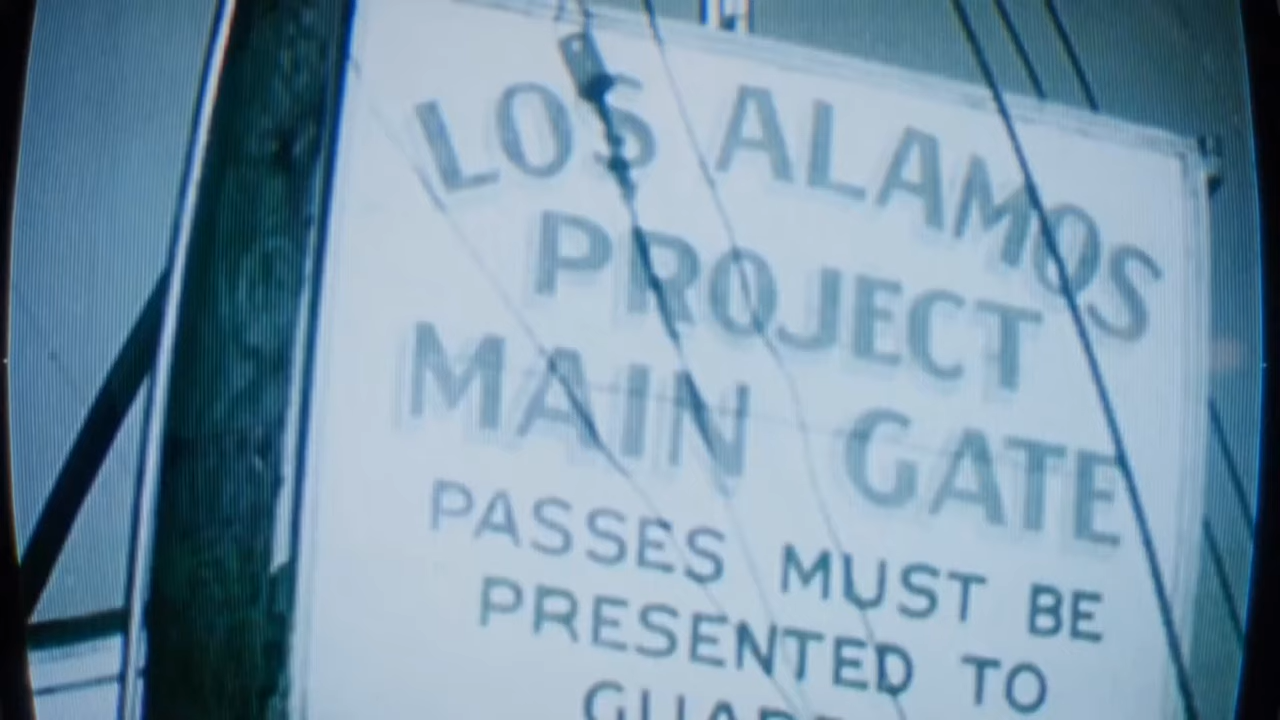 LOS ALAMOS
PROJECT
MAIN GATE
PASSES MUST BE
PRESENTED TO